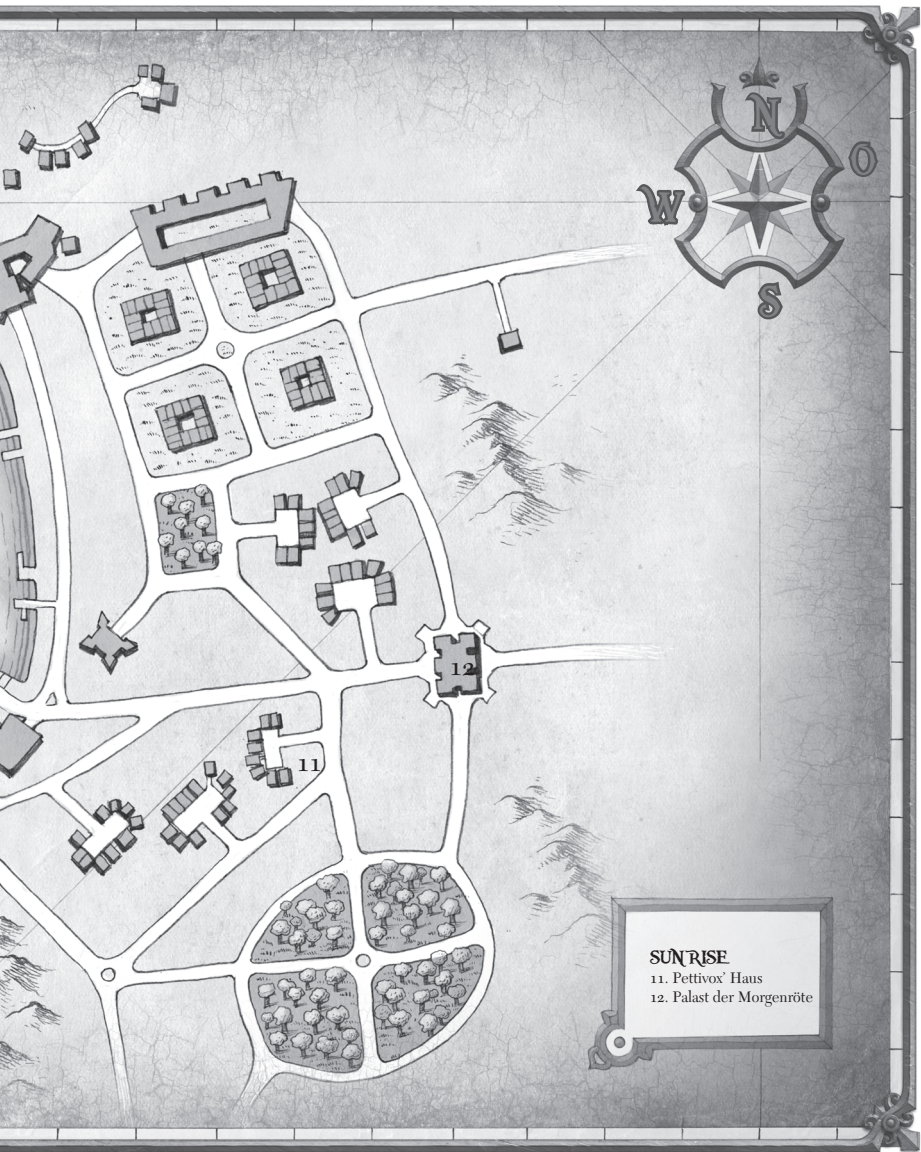 N
O
W
S
12
11
SUNRISE
11. Pettivox’ Haus
12. Palast der Morgenröte